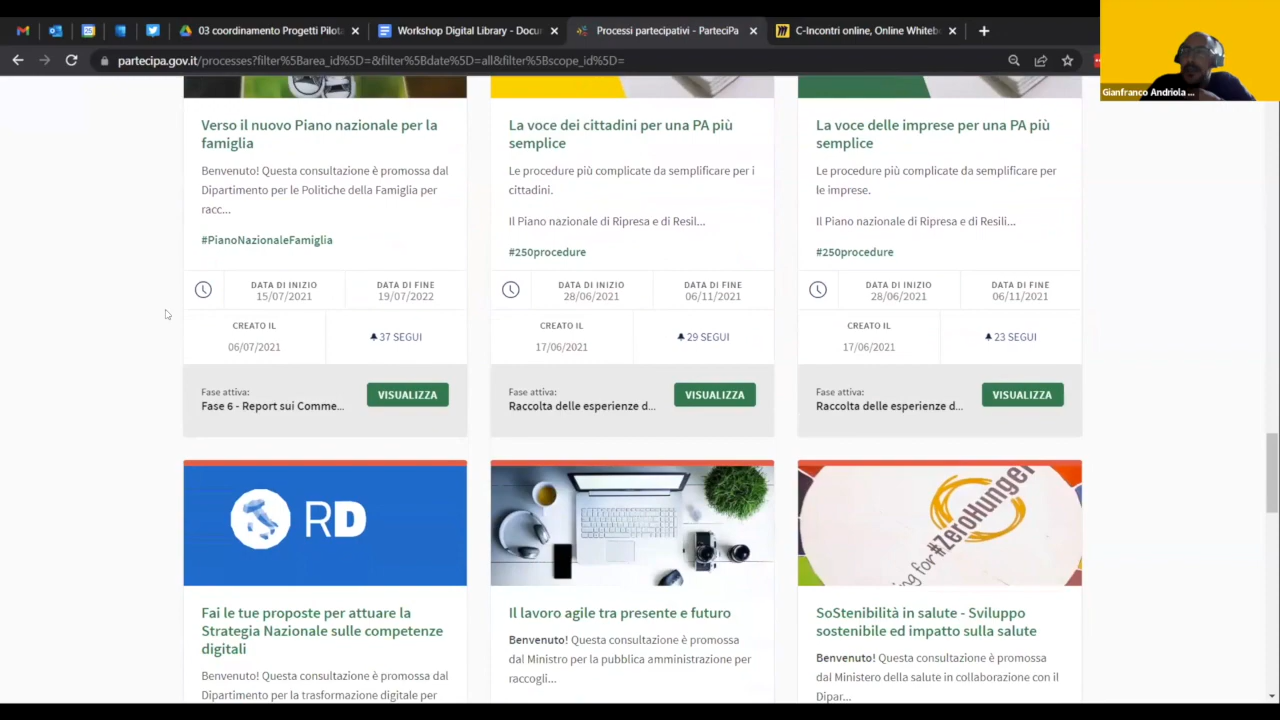 03 coordinamento Progetti Pilot
Workshop Digital Library - Docu
Processi partecipativi - ParteciPa
C-Incontri online, Online Whitebo
partecipa.gov.it/processes?filter%5Barea_id%5D=&filter%5Bdate%5D=all&filter%5Bscope_id%5D=
Gianfranco Andriola ...
Verso il nuovo Piano nazionale per la
famiglia
Benvenuto! Questa consultazione è promossa dal
Dipartimento per le Politiche della Famiglia per
racc...
#PianoNazionaleFamiglia
DATA DI INIZIO
15/07/2021
DATA DI FINE
19/07/2022
CREATO IL
06/07/2021
37 SEGUI
Fase attiva:
Fase 6 - Report sui Comme...
VISUALIZZA
La voce dei cittadini per una PA più
semplice
Le procedure più complicate da semplificare per i
cittadini.
Il Piano nazionale di Ripresa e di Resil...
#250procedure
DATA DI INIZIO
28/06/2021
DATA DI FINE
06/11/2021
CREATO IL
17/06/2021
29 SEGUI
Fase attiva:
Raccolta delle esperienze d...
VISUALIZZA
La voce delle imprese per una PA più
semplice
Le procedure più complicate da semplificare per
le imprese.
Il Piano nazionale di Ripresa e di Resili...
#250procedure
DATA DI INIZIO
28/06/2021
DATA DI FINE
06/11/2021
CREATO IL
17/06/2021
23 SEGUI
Fase attiva:
Raccolta delle esperienze d...
VISUALIZZA
RD
Fai le tue proposte per attuare la
Strategia Nazionale sulle competenze
digitali
Benvenuto! Questa consultazione è promossa dal
Dipartimento per la trasformazione digitale per
Il lavoro agile tra presente e futuro
Benvenuto! Questa consultazione è promossa
dal Ministro per la pubblica amministrazione per
raccogli...
for #ZeroHunger
SoStenibilità in salute - Sviluppo
sostenibile ed impatto sulla salute
Benvenuto! Questa consultazione è promossa
dal Ministero della salute in collaborazione con il
Dipar...